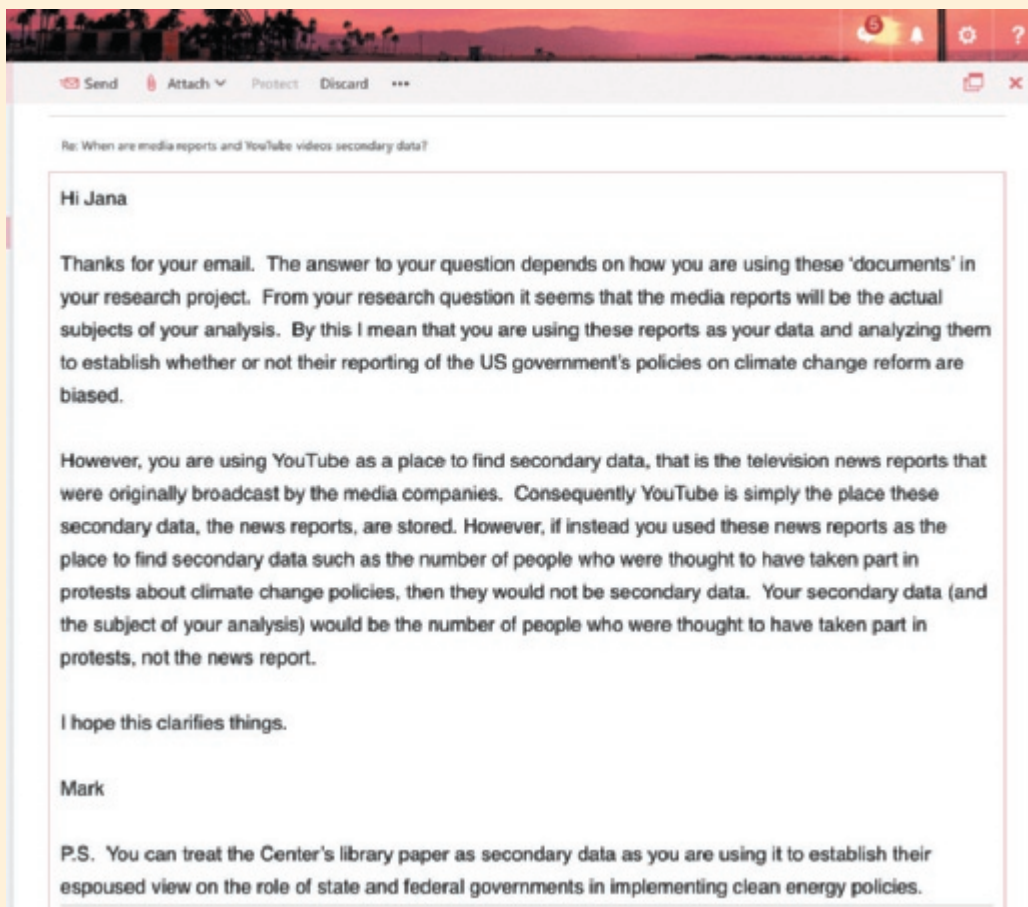 5
?
Send Attach Protect Discard •••
Re: When are media reports and YouTube videos secondary data?
Hi Jana
Thanks for your email. The answer to your question depends on how you are using these ‘documents’ in
your research project. From your research question it seems that the media reports will be the actual
subjects of your analysis. By this I mean that you are using these reports as your data and analyzing them
to establish whether or not their reporting of the US government’s policies on climate change reform are
biased.
However, you are using YouTube as a place to find secondary data, that is the television news reports that
were originally broadcast by the media companies. Consequently YouTube is simply the place these
secondary data, the news reports, are stored. However, if instead you used these news reports as the
place to find secondary data such as the number of people who were thought to have taken part in
protests about climate change policies, then they would not be secondary data. Your secondary data (and
the subject of your analysis) would be the number of people who were thought to have taken part in
protests, not the news report.
I hope this clarifies things.
Mark
P.S. You can treat the Center’s library paper as secondary data as you are using it to establish their
espoused view on the role of state and federal governments in implementing clean energy policies.